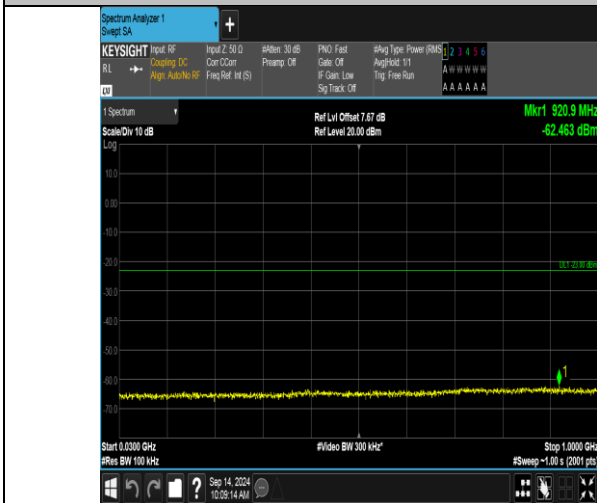 Spectrum Analyzer 1
Swept SA
+
KEYSIGHT
RL
Input: RF
Coupling: DC
Align: Auto/No RF
Input Z: 50 Ω
Corr CCorr
Freq Ref: Int (S)
#Atten: 30 dB
Preamp: Off
PNO: Fast
Gate: Off
IF Gain: Low
Sig Track: Off
#Avg Type: Power (RMS
Avg|Hold: 1/1
Trig: Free Run
1 2 3 4 5 6
A W W W W W
A A A A A A
1 Spectrum
Scale/Div 10 dB
Ref Lvl Offset 7.67 dB
Ref Level 20.00 dBm
Mkr1 920.9 MHz
-62.463 dBm
Log
10.0
0.00
-10.0
-20.0
DL1 -23.00 dBm
-30.0
-40.0
-50.0
-60.0
1
-70.0
Start 0.0300 GHz
#Res BW 100 kHz
#Video BW 300 kHz*
Stop 1.0000 GHz
#Sweep ~1.00 s (2001 pts)
?
Sep 14, 2024
10:09:14 AM